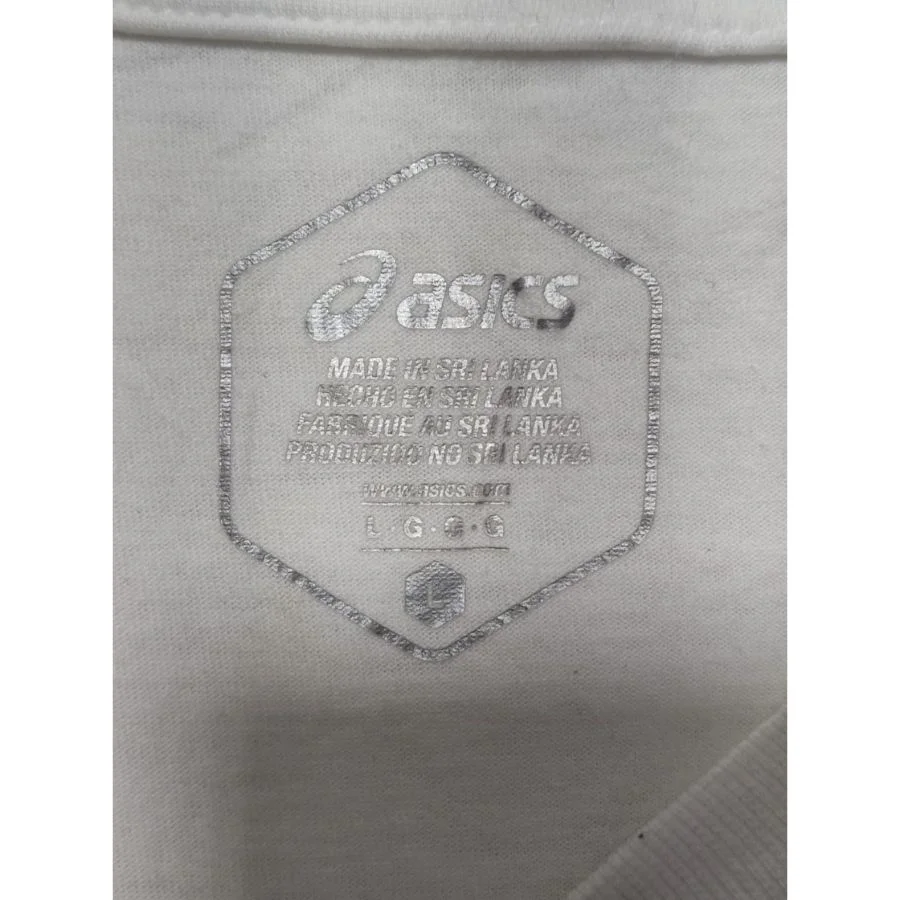 asics
MADE IN SRI LANKA
HECHO EN SRI LANKA
FABRIQUE AU SRI LANKA
PRODUZIDO NO SRI LANKA
www.asics.com
L · G · G · G
L